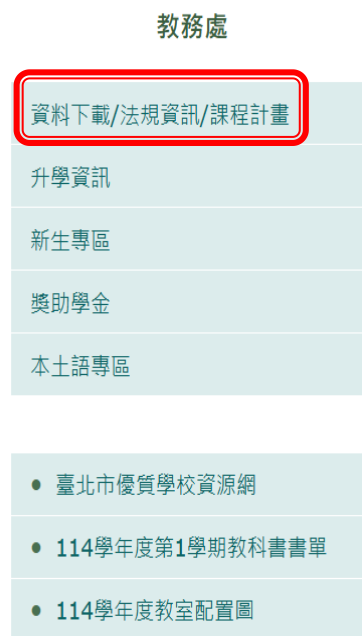 教務處
資料下載/法規資訊/課程計畫
升學資訊
新生專區
獎助學金
本土語專區
臺北市優質學校資源網
114學年度第1學期教科書書單
114學年度教室配置圖